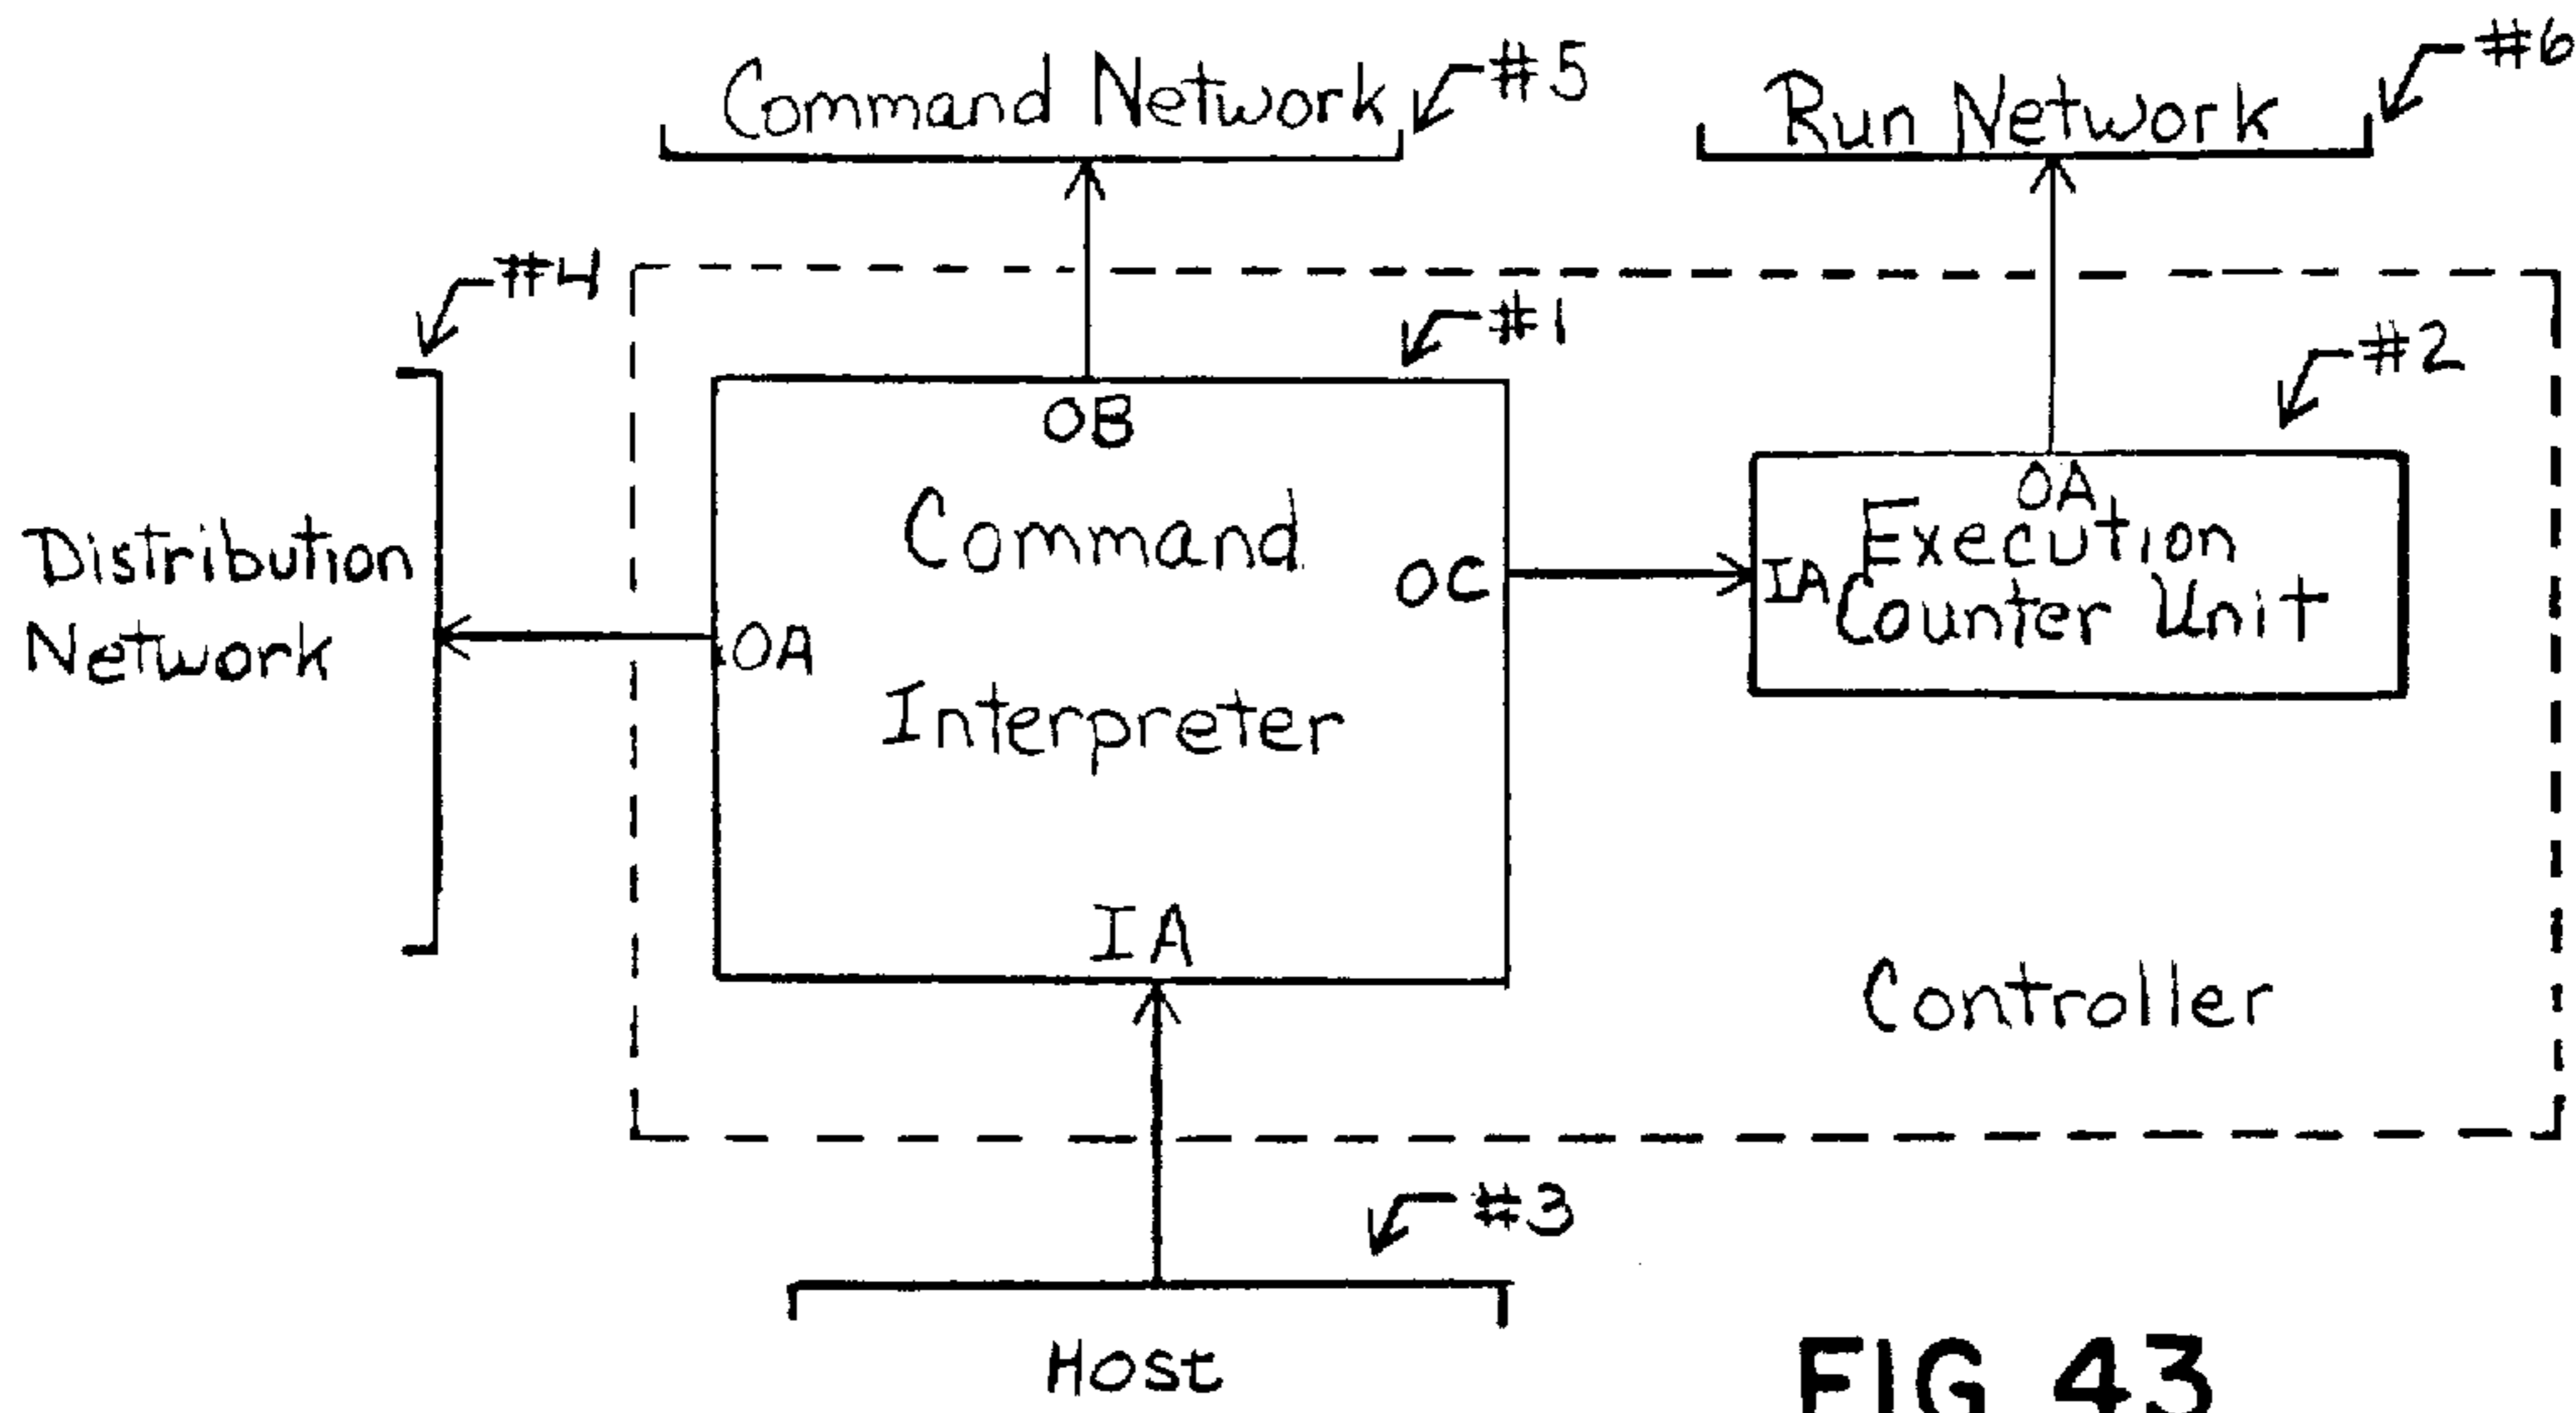 Command Network
#5
Run Network
#6
#4
#1
#2
OB
Command
Interpreter
OA
OC
IA
OA
IA
Execution
Counter Unit
Distribution
Network
Controller
#3
Host
FIG 43